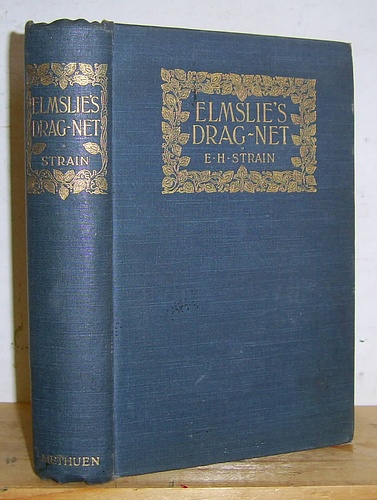 ELMSLIE'S
DRAG-NET
STRAIN
METHUEN
ELMSLIE'S
DRAG-NET
E·H·STRAIN